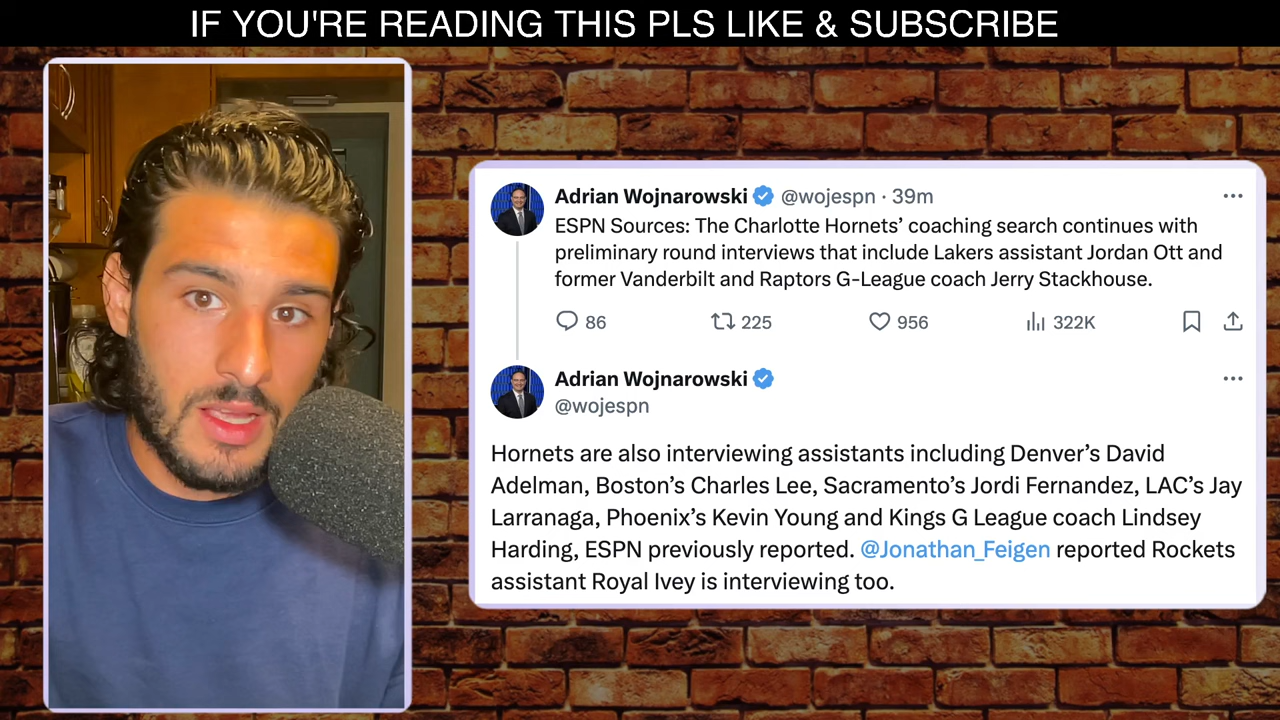 IF YOU'RE READING THIS PLS LIKE & SUBSCRIBE
Adrian Wojnarowski @wojespn · 39m
ESPN Sources: The Charlotte Hornets’ coaching search continues with
preliminary round interviews that include Lakers assistant Jordan Ott and
former Vanderbilt and Raptors G-League coach Jerry Stackhouse.
86 225 956 322K
Adrian Wojnarowski
@wojespn
Hornets are also interviewing assistants including Denver’s David
Adelman, Boston’s Charles Lee, Sacramento’s Jordi Fernandez, LAC’s Jay
Larranaga, Phoenix’s Kevin Young and Kings G League coach Lindsey
Harding, ESPN previously reported. @Jonathan_Feigen reported Rockets
assistant Royal Ivey is interviewing too.